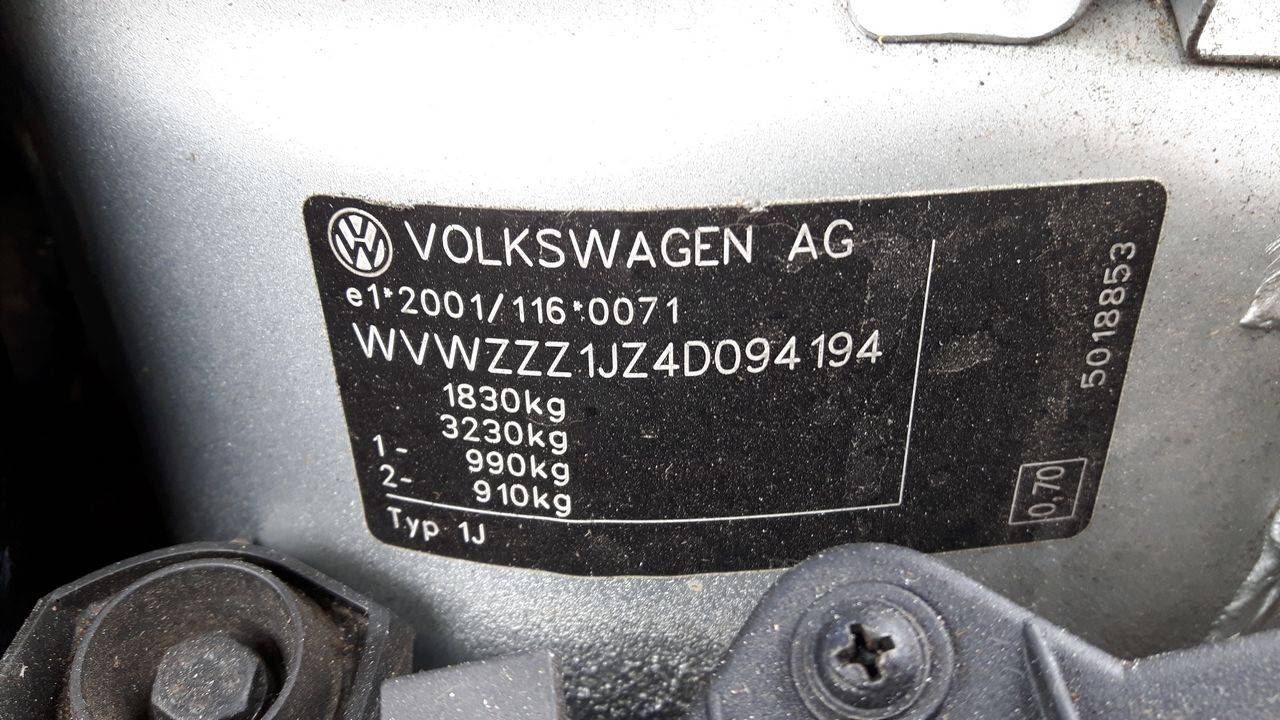 VOLKSWAGEN AG
e1*2001/116*0071
WVWZZZ1JZ4D094194
1830kg
3230kg
1- 990kg
2- 910kg
Typ 1J
5018853
0,70